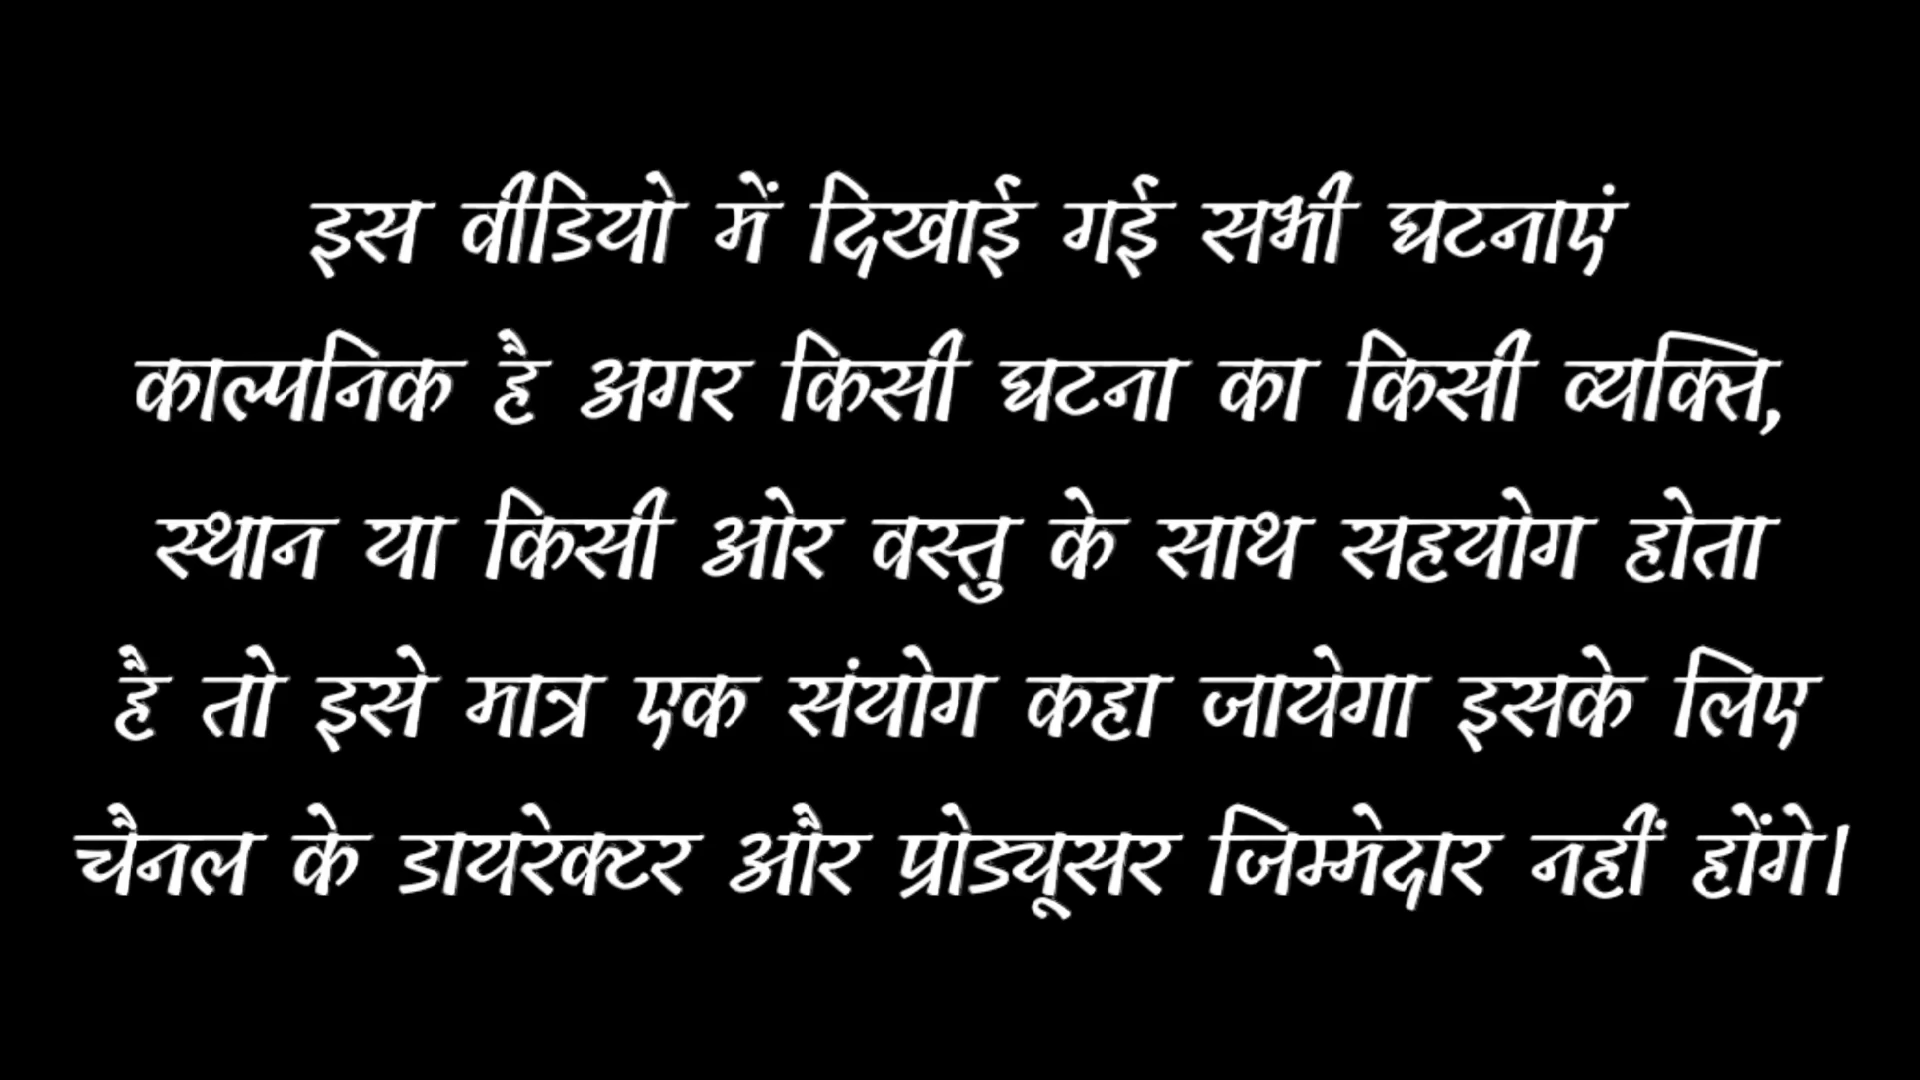 इस वीडियो में दिखाई गई सभी घटनाएं
काल्पनिक है अगर किसी घटना का किसी व्यक्ति,
स्थान या किसी ओर वस्तु के साथ सहयोग होता
है तो इसे मात्र एक संयोग कहा जायेगा इसके लिए
चैनल के डायरेक्टर और प्रोड्यूसर जिम्मेदार नहीं होंगे।